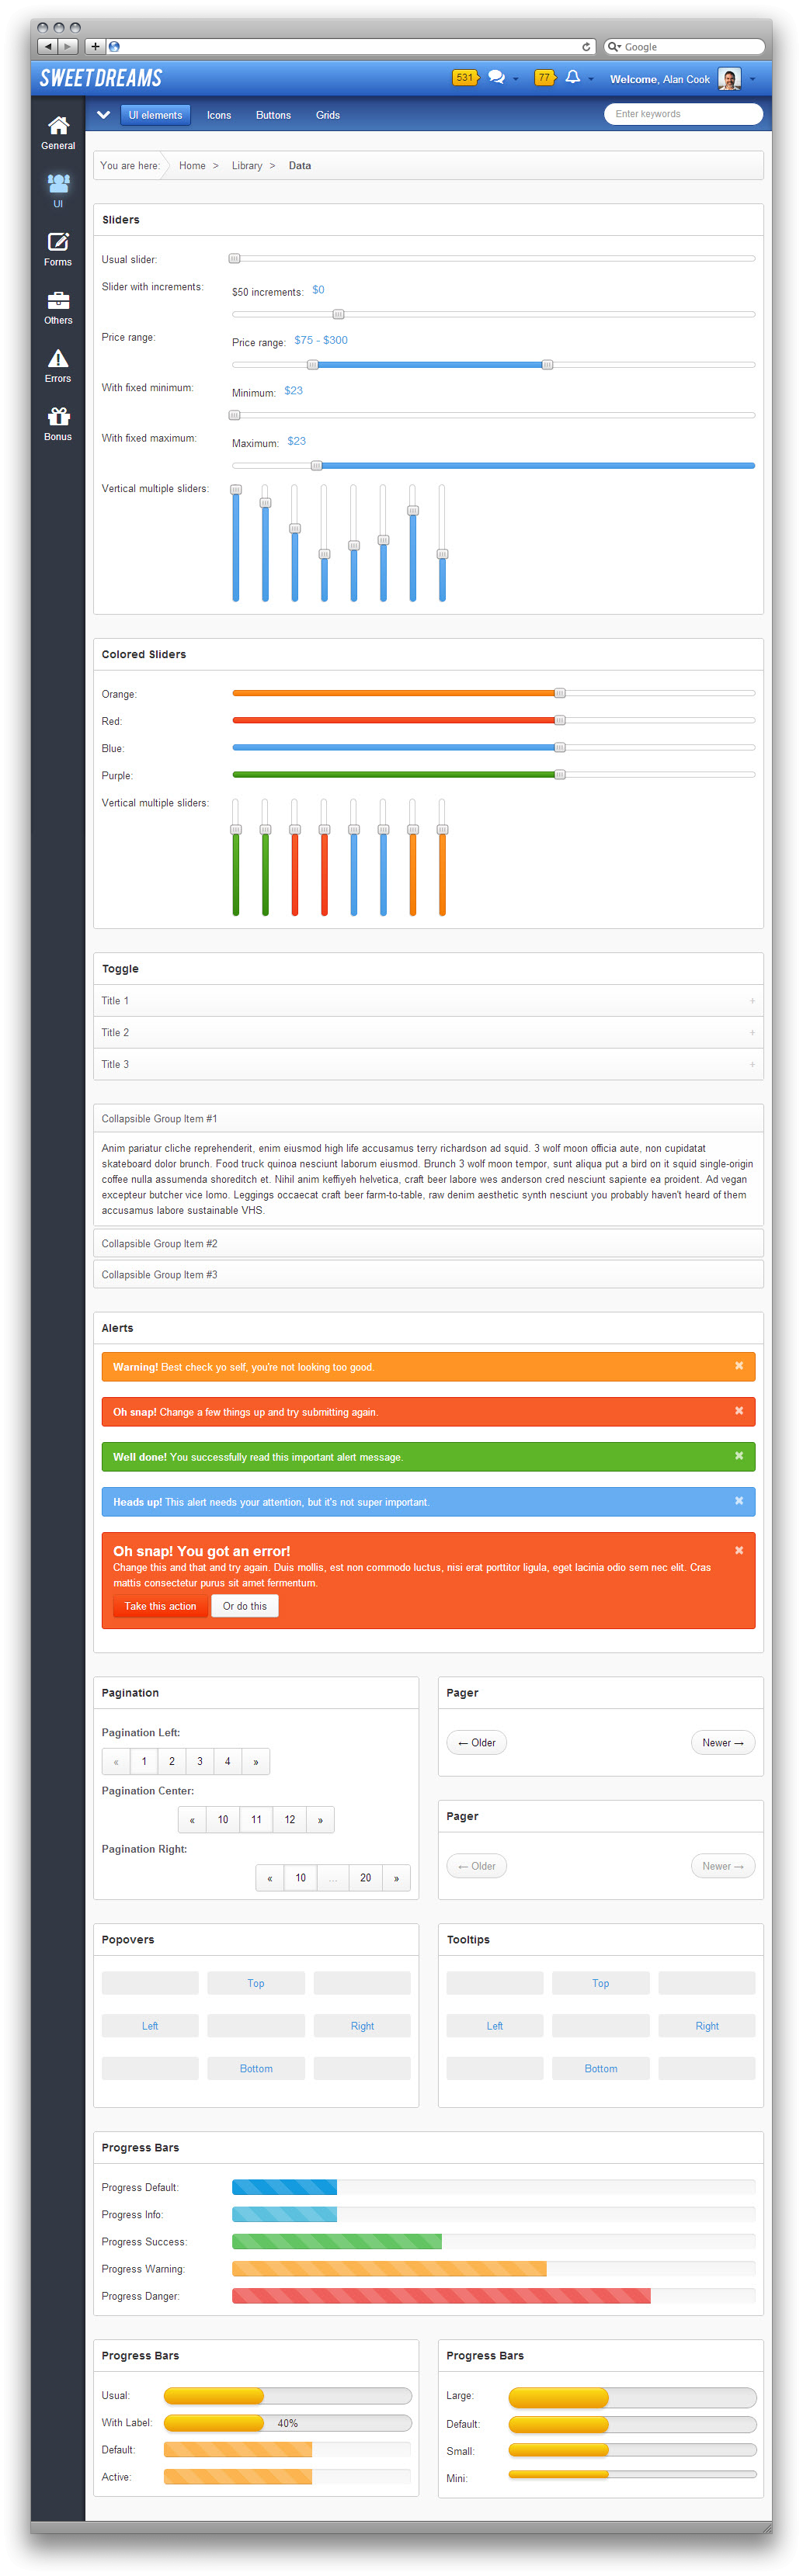 Google
SWEETDREAMS
531
77
Welcome, Alan Cook
UI elements
Icons
Buttons
Grids
Enter keywords
General
UI
Forms
Others
Errors
Bonus
You are here:
Home >
Library >
Data
Sliders
Usual slider:
Slider with increments:
$50 increments: $0
Price range:
Price range: $75 - $300
With fixed minimum:
Minimum: $23
With fixed maximum:
Maximum: $23
Vertical multiple sliders:
Colored Sliders
Orange:
Red:
Blue:
Purple:
Vertical multiple sliders:
Toggle
Title 1 +
Title 2 +
Title 3 +
Collapsible Group Item #1
Anim pariatur cliche reprehenderit, enim eiusmod high life accusamus terry richardson ad squid. 3 wolf moon officia aute, non cupidatat
skateboard dolor brunch. Food truck quinoa nesciunt laborum eiusmod. Brunch 3 wolf moon tempor, sunt aliqua put a bird on it squid single-origin
coffee nulla assumenda shoreditch et. Nihil anim keffiyeh helvetica, craft beer labore wes anderson cred nesciunt sapiente ea proident. Ad vegan
excepteur butcher vice lomo. Leggings occaecat craft beer farm-to-table, raw denim aesthetic synth nesciunt you probably haven't heard of them
accusamus labore sustainable VHS.
Collapsible Group Item #2
Collapsible Group Item #3
Alerts
Warning! Best check yo self, you're not looking too good.
Oh snap! Change a few things up and try submitting again.
Well done! You successfully read this important alert message.
Heads up! This alert needs your attention, but it's not super important.
Oh snap! You got an error!
Change this and that and try again. Duis mollis, est non commodo luctus, nisi erat porttitor ligula, eget lacinia odio sem nec elit. Cras
mattis consectetur purus sit amet fermentum.
Take this action
Or do this
Pagination
Pagination Left:
« 1 2 3 4 »
Pagination Center:
« 10 11 12 »
Pagination Right:
« 10 ... 20 »
Pager
← Older
Newer →
Pager
← Older
Newer →
Popovers
Top
Left
Right
Bottom
Tooltips
Top
Left
Right
Bottom
Progress Bars
Progress Default:
Progress Info:
Progress Success:
Progress Warning:
Progress Danger:
Progress Bars
Usual:
With Label: 40%
Default:
Active:
Progress Bars
Large:
Default:
Small:
Mini: